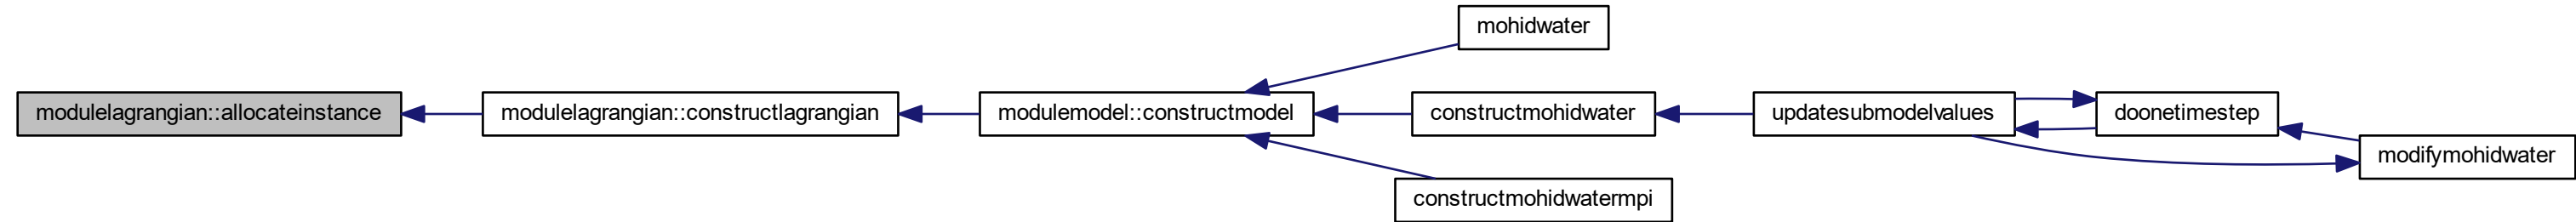 mohidwater
modulelagrangian::allocateinstance
modulelagrangian::constructlagrangian
modulemodel::constructmodel
constructmohidwater
updatesubmodelvalues
doonetimestep
modifymohidwater
constructmohidwatermpi